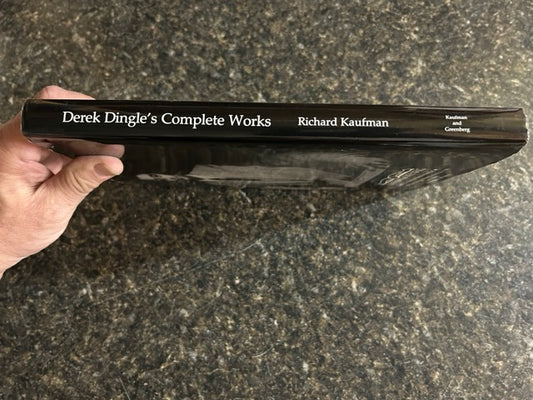 Derek Dingle's Complete Works
Richard Kaufman
Kaufman
and
Greenberg